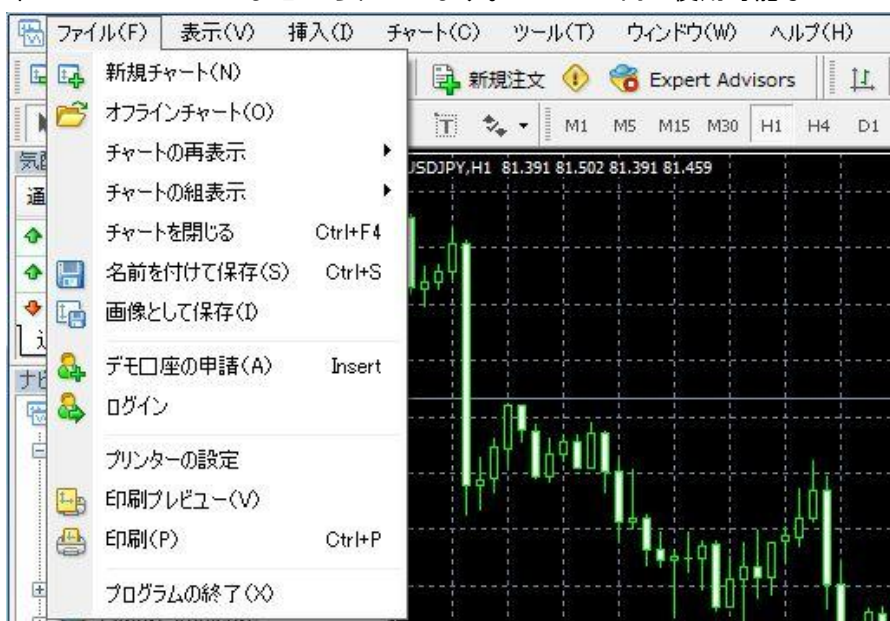 ファイル(F) 表示(V) 挿入(I) チャート(C) ツール(T) ウィンドウ(W) ヘルプ(H)
新規チャート(N)
オフラインチャート(O)
チャートの再表示
チャートの組表示
チャートを閉じる Ctrl+F4
名前を付けて保存(S) Ctrl+S
画像として保存(I)
デモ口座の申請(A) Insert
ログイン
プリンターの設定
印刷プレビュー(V)
印刷(P) Ctrl+P
プログラムの終了(X)
新規注文 Expert Advisors
T M1 M5 M15 M30 H1 H4 D1
USDJPY,H1 81.391 81.502 81.391 81.459
通
ナビ